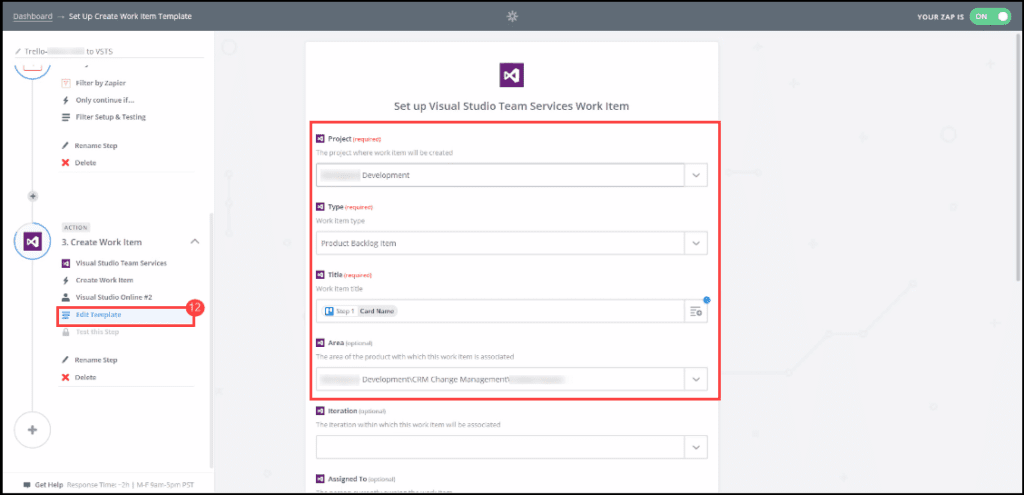 Dashboard → Set Up Create Work Item Template
YOUR ZAP IS ON
Trello- to VSTS
Filter by Zapier
Only continue if...
Filter Setup & Testing
Rename Step
Delete
ACTION
3. Create Work Item
Visual Studio Team Services
Create Work Item
Visual Studio Online #2
12
Edit Template
Test this Step
Rename Step
Delete
Get Help Response Time: ~2h | M-F 9am-5pm PST
Set up Visual Studio Team Services Work Item
Project (required)
The project where work item will be created
Development
Type (required)
Work item type
Product Backlog Item
Title (required)
Work item title
Step 1 Card Name
Area (optional)
The area of the product with which this work item is associated
Development\CRM Change Management\
Iteration (optional)
The iteration within which this work item will be associated
Assigned To (optional)